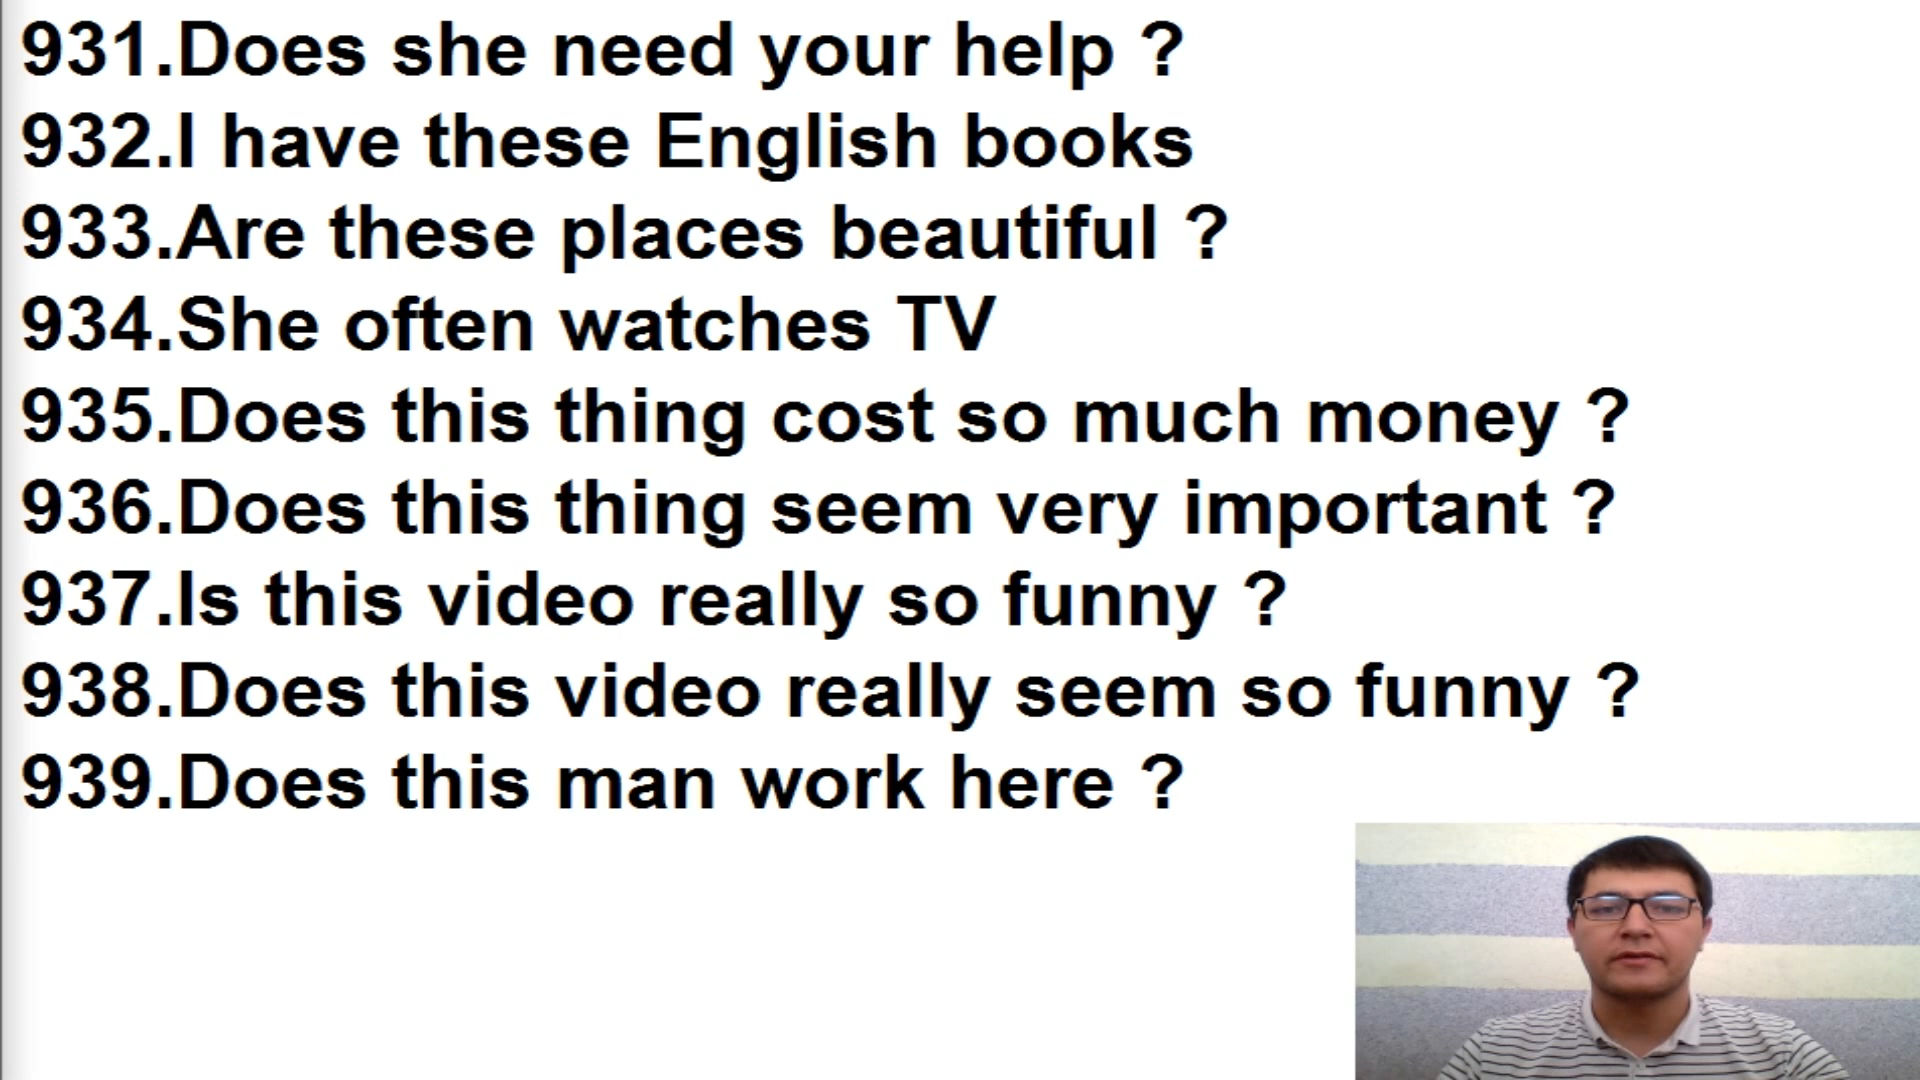 931.Does she need your help ?
932.I have these English books
933.Are these places beautiful ?
934.She often watches TV
935.Does this thing cost so much money ?
936.Does this thing seem very important ?
937.Is this video really so funny ?
938.Does this video really seem so funny ?
939.Does this man work here ?